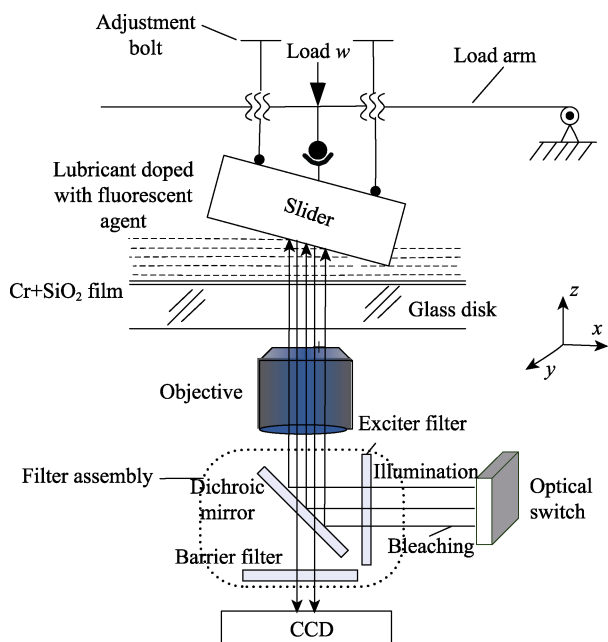 Adjustment
bolt
Load w
Load arm
Lubricant doped
with fluorescent
agent
Slider
Cr+SiO₂ film
Glass disk
z
x
y
Objective
Exciter filter
Filter assembly
Illumination
Dichroic
mirror
Optical
switch
Bleaching
Barrier filter
CCD